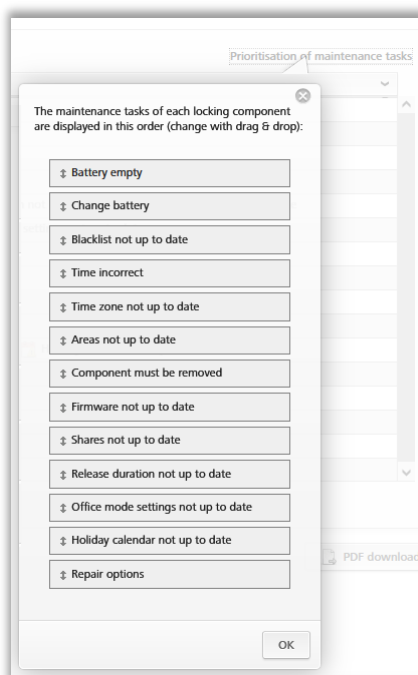 Prioritisation of maintenance tasks
The maintenance tasks of each locking component
are displayed in this order (change with drag & drop):
Battery empty
Change battery
Blacklist not up to date
Time incorrect
Time zone not up to date
Areas not up to date
Component must be removed
Firmware not up to date
Shares not up to date
Release duration not up to date
Office mode settings not up to date
Holiday calendar not up to date
PDF download
Repair options
OK